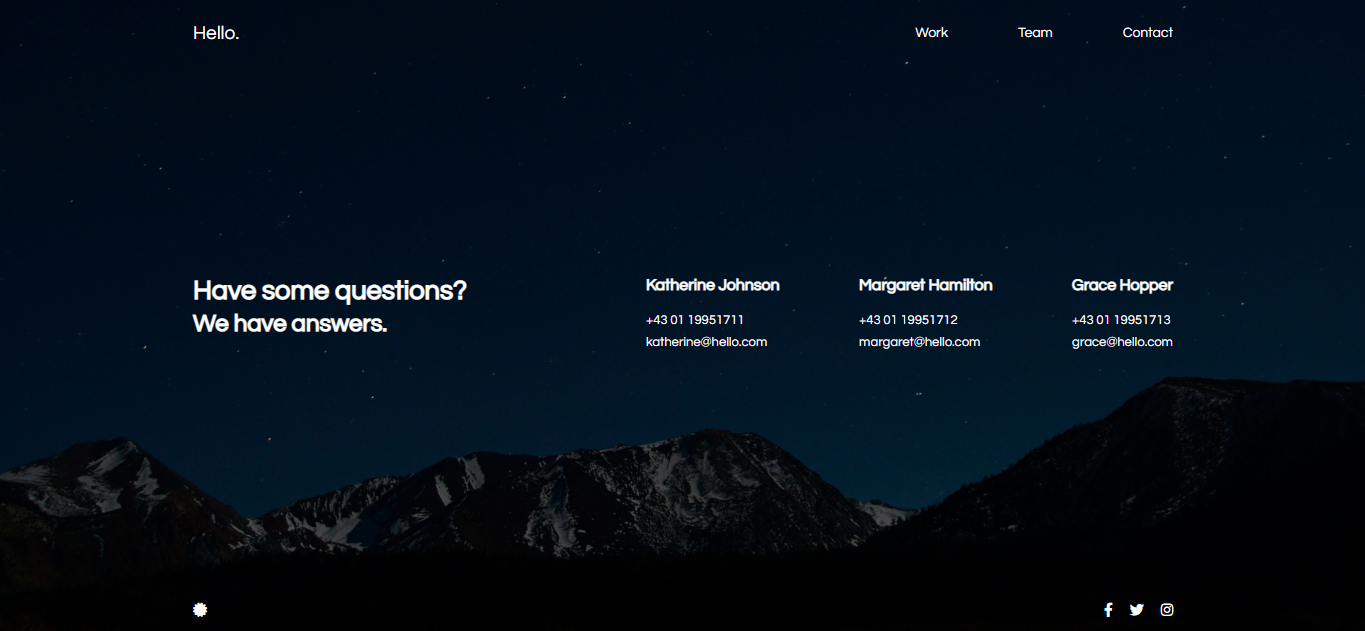 Hello.
Work
Team
Contact
Have some questions?
We have answers.
Katherine Johnson
+43 01 19951711
katherine@hello.com
Margaret Hamilton
+43 01 19951712
margaret@hello.com
Grace Hopper
+43 01 19951713
grace@hello.com